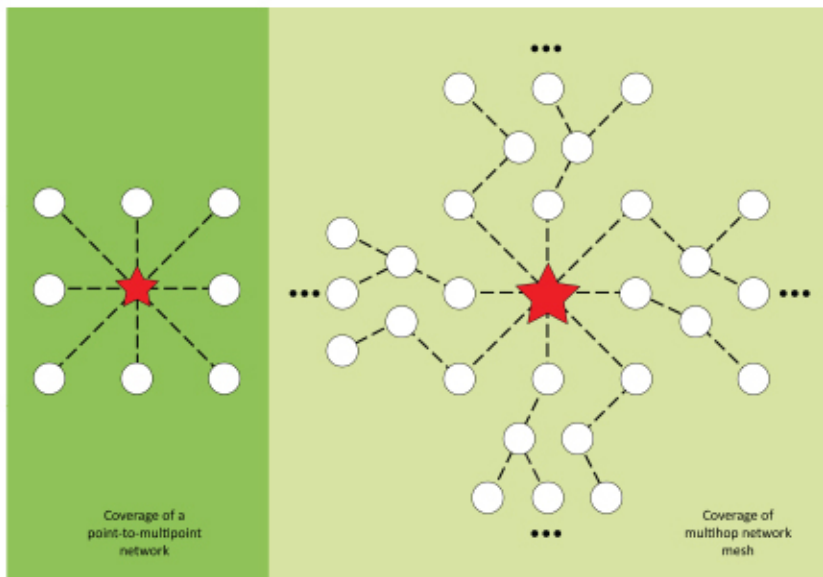 Coverage of a
point-to-multipoint
network
Coverage of
multihop network
mesh